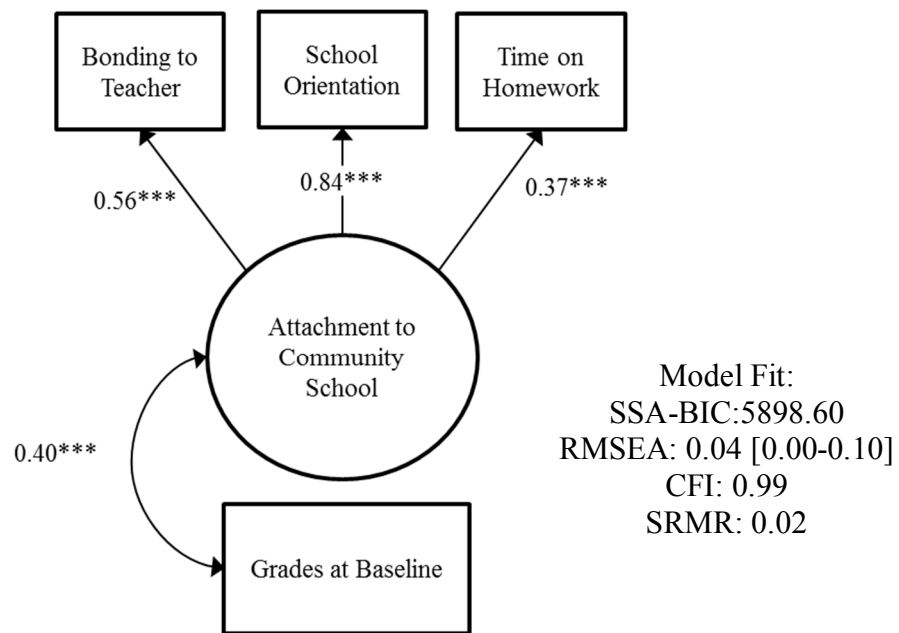 Bonding to
Teacher
School
Orientation
Time on
Homework
0.56***
0.84***
0.37***
Attachment to
Community
School
0.40***
Grades at Baseline
Model Fit:
SSA-BIC:5898.60
RMSEA: 0.04 [0.00-0.10]
CFI: 0.99
SRMR: 0.02